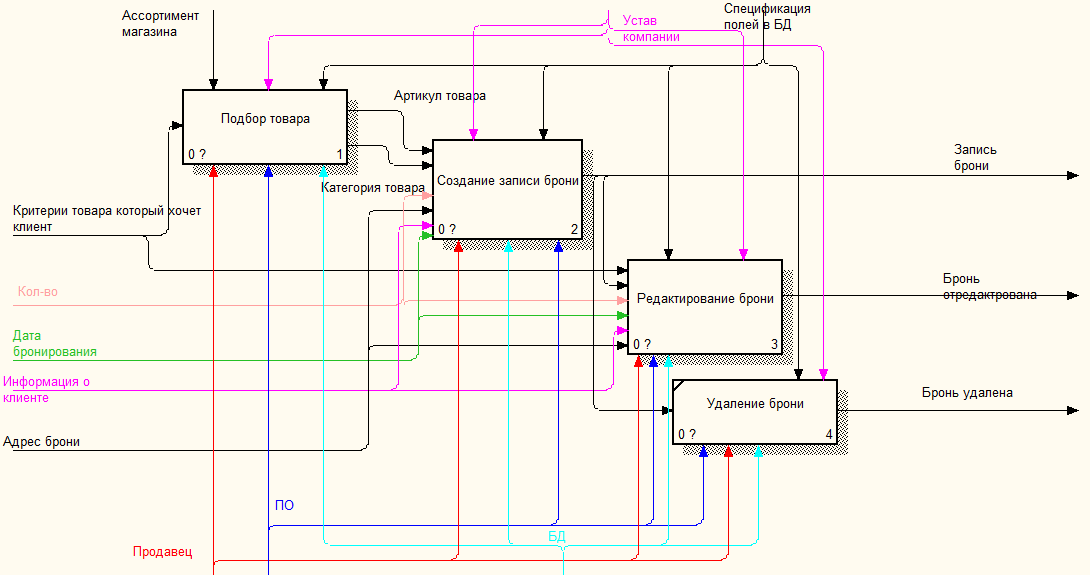 Ассортимент
магазина
Устав
компании
Спецификация
полей в БД
Подбор товара
0 ?
1
Артикул товара
Категория товара
Создание записи брони
0 ?
2
Запись
брони
Критерии товара который хочет
клиент
Редактирование брони
0 ?
3
Бронь
отредактрована
Кол-во
Дата
бронирования
Информация о
клиенте
Удаление брони
0 ?
4
Бронь удалена
Адрес брони
ПО
БД
Продавец